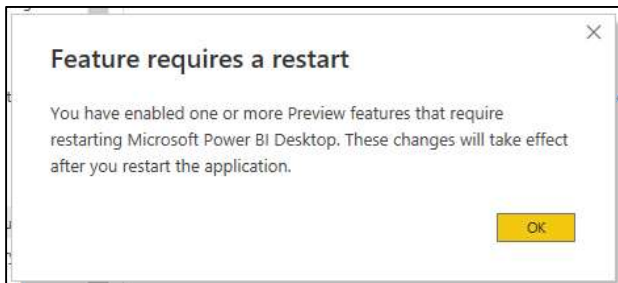 Feature requires a restart
You have enabled one or more Preview features that require
restarting Microsoft Power BI Desktop. These changes will take effect
after you restart the application.
OK